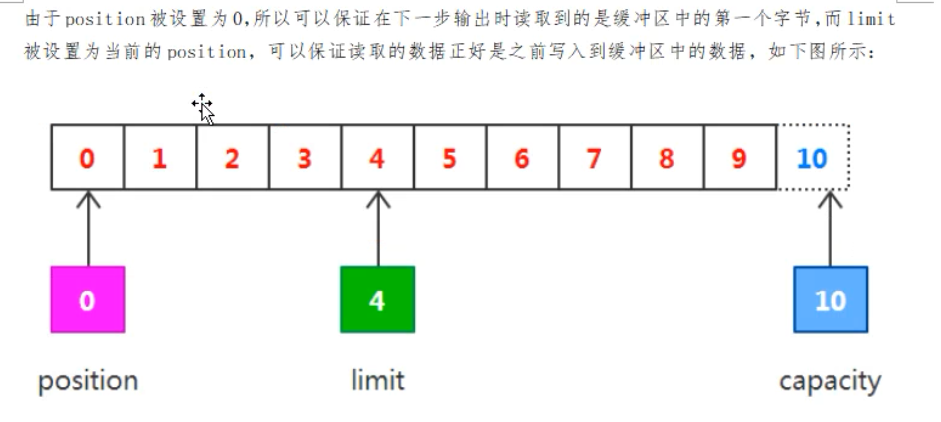 由于position被设置为0,所以可以保证在下一步输出时读取到的是缓冲区中的第一个字节,而limit
被设置为当前的position，可以保证读取的数据正好是之前写入到缓冲区中的数据，如下图所示：
0 1 2 3 4 5 6 7 8 9 10
0 4 10
position limit capacity